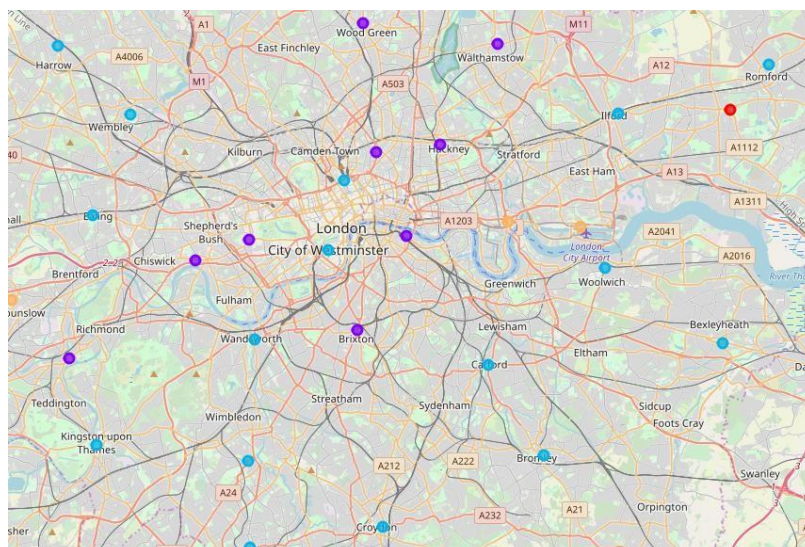 A1
M11
Wood Green
East Finchley
Walthamstow
A12
Harrow
A4006
Romford
M1
A503
Ilford
Wembley
Kilburn
Camden Town
Hackney
Stratford
A1112
40
East Ham
A13
A1311
Ealing
Shepherd's
Bush
London
A1203
City of Westminster
A2041
London
City Airport
A2016
Chiswick
Brentford
Greenwich
Woolwich
Fulham
Richmond
Lewisham
Bexleyheath
Wandsworth
Brixton
Eltham
Catford
Teddington
Streatham
Sydenham
Sidcup
Wimbledon
Foots Cray
Kingston upon
Thames
Bromley
A212
A222
Swanley
A24
Orpington
A21
A232
Croydon